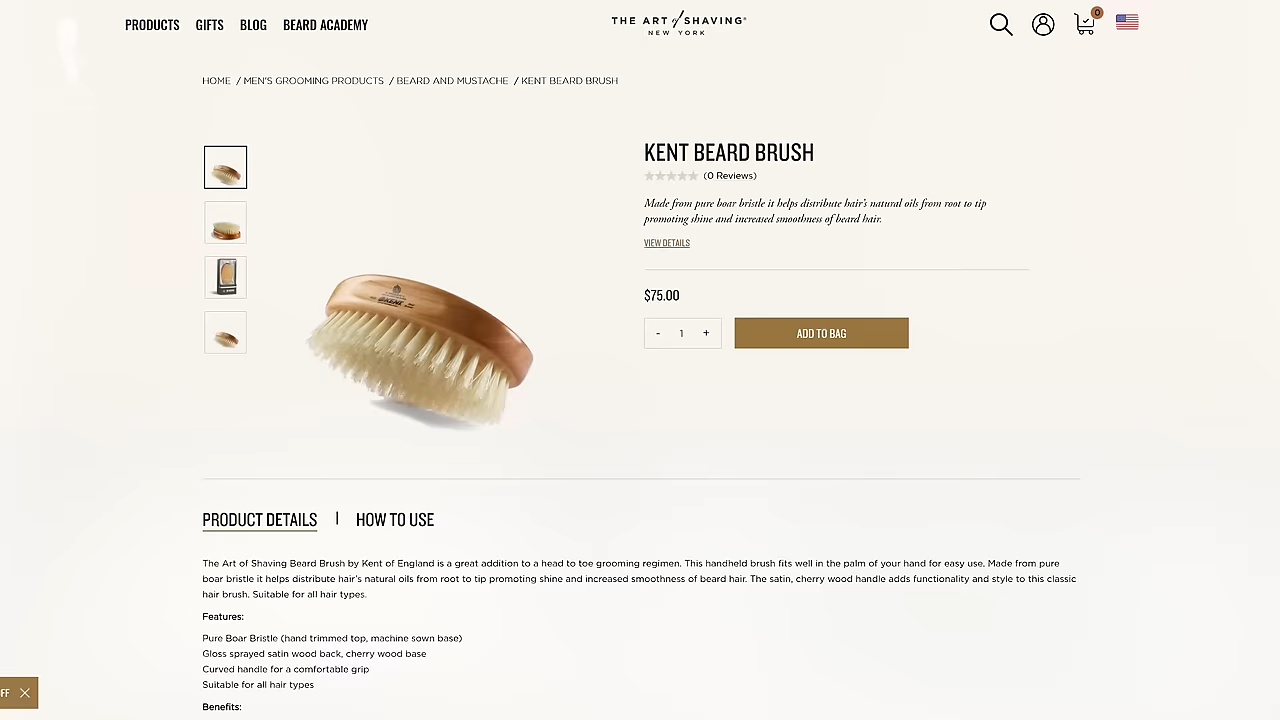 PRODUCTS GIFTS BLOG BEARD ACADEMY
THE ART of SHAVING®
NEW YORK
0
HOME / MEN'S GROOMING PRODUCTS / BEARD AND MUSTACHE / KENT BEARD BRUSH
KENT BEARD BRUSH
(0 Reviews)
Made from pure boar bristle it helps distribute hair's natural oils from root to tip
promoting shine and increased smoothness of beard hair.
VIEW DETAILS
$75.00
- 1 + ADD TO BAG
KENT
PRODUCT DETAILS | HOW TO USE
The Art of Shaving Beard Brush by Kent of England is a great addition to a head to toe grooming regimen. This handheld brush fits well in the palm of your hand for easy use. Made from pure
boar bristle it helps distribute hair's natural oils from root to tip promoting shine and increased smoothness of beard hair. The satin, cherry wood handle adds functionality and style to this classic
hair brush. Suitable for all hair types.
Features:
Pure Boar Bristle (hand trimmed top, machine sown base)
Gloss sprayed satin wood back, cherry wood base
Curved handle for a comfortable grip
Suitable for all hair types
FF
Benefits: